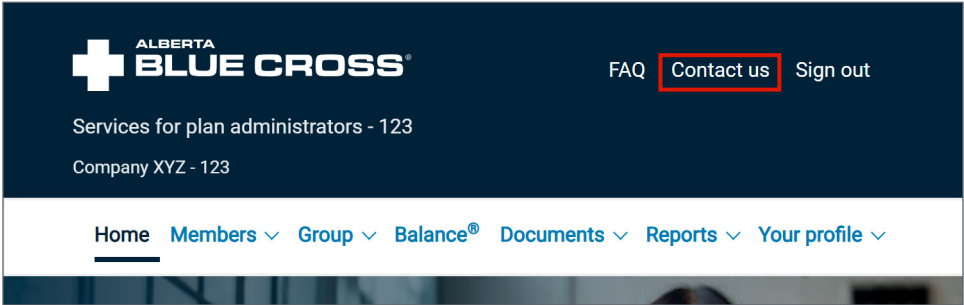 ALBERTA
BLUE CROSS®
FAQ Contact us Sign out
Services for plan administrators - 123
Company XYZ - 123
Home Members Group Balance® Documents Reports Your profile